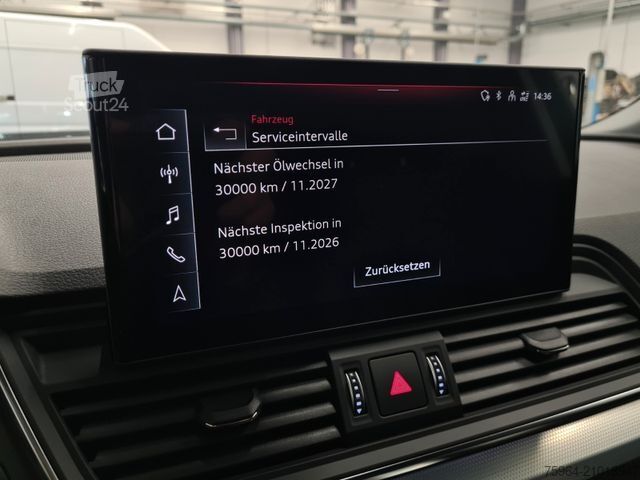 Truck
Scout24
14:36
Fahrzeug
Serviceintervalle
Nächster Ölwechsel in
30000 km / 11.2027
Nächste Inspektion in
30000 km / 11.2026
Zurücksetzen